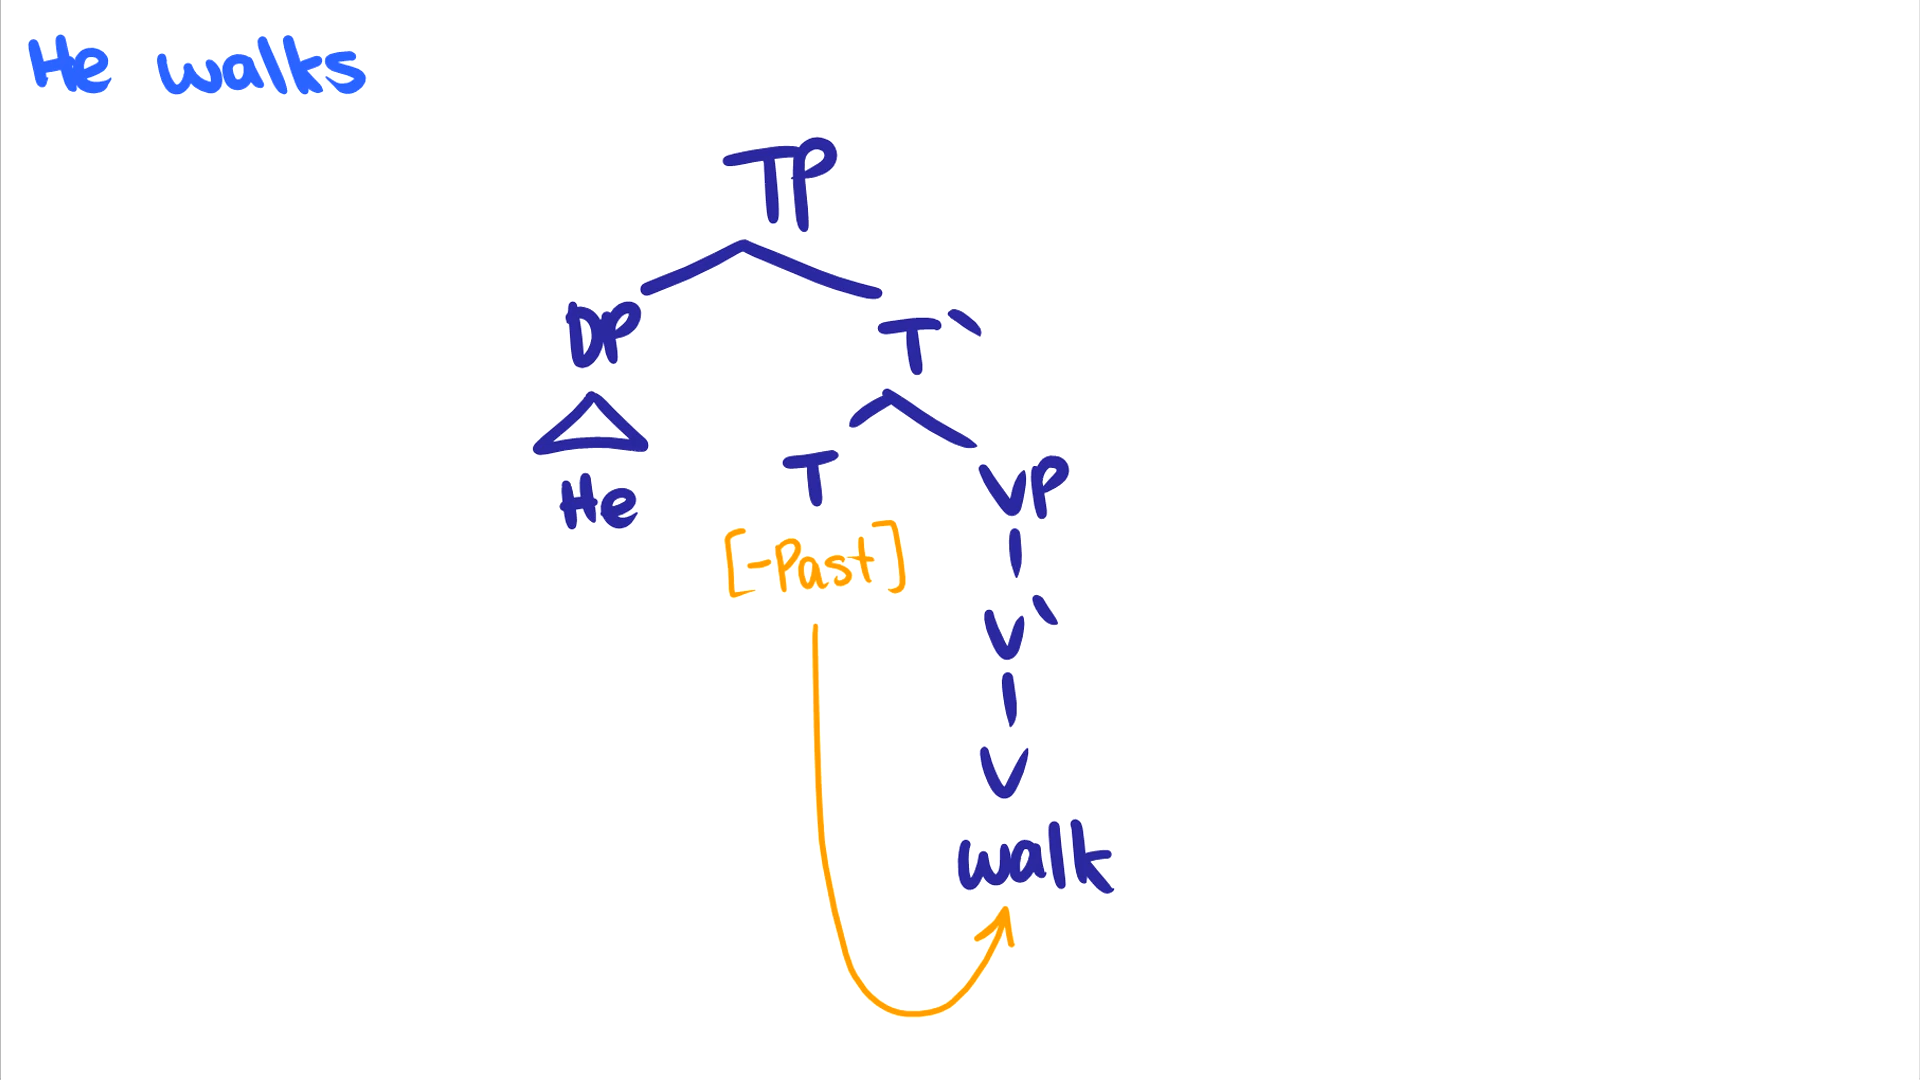 He walks
TP
DP T`
T VP
He
[-Past]
V`
V
walk